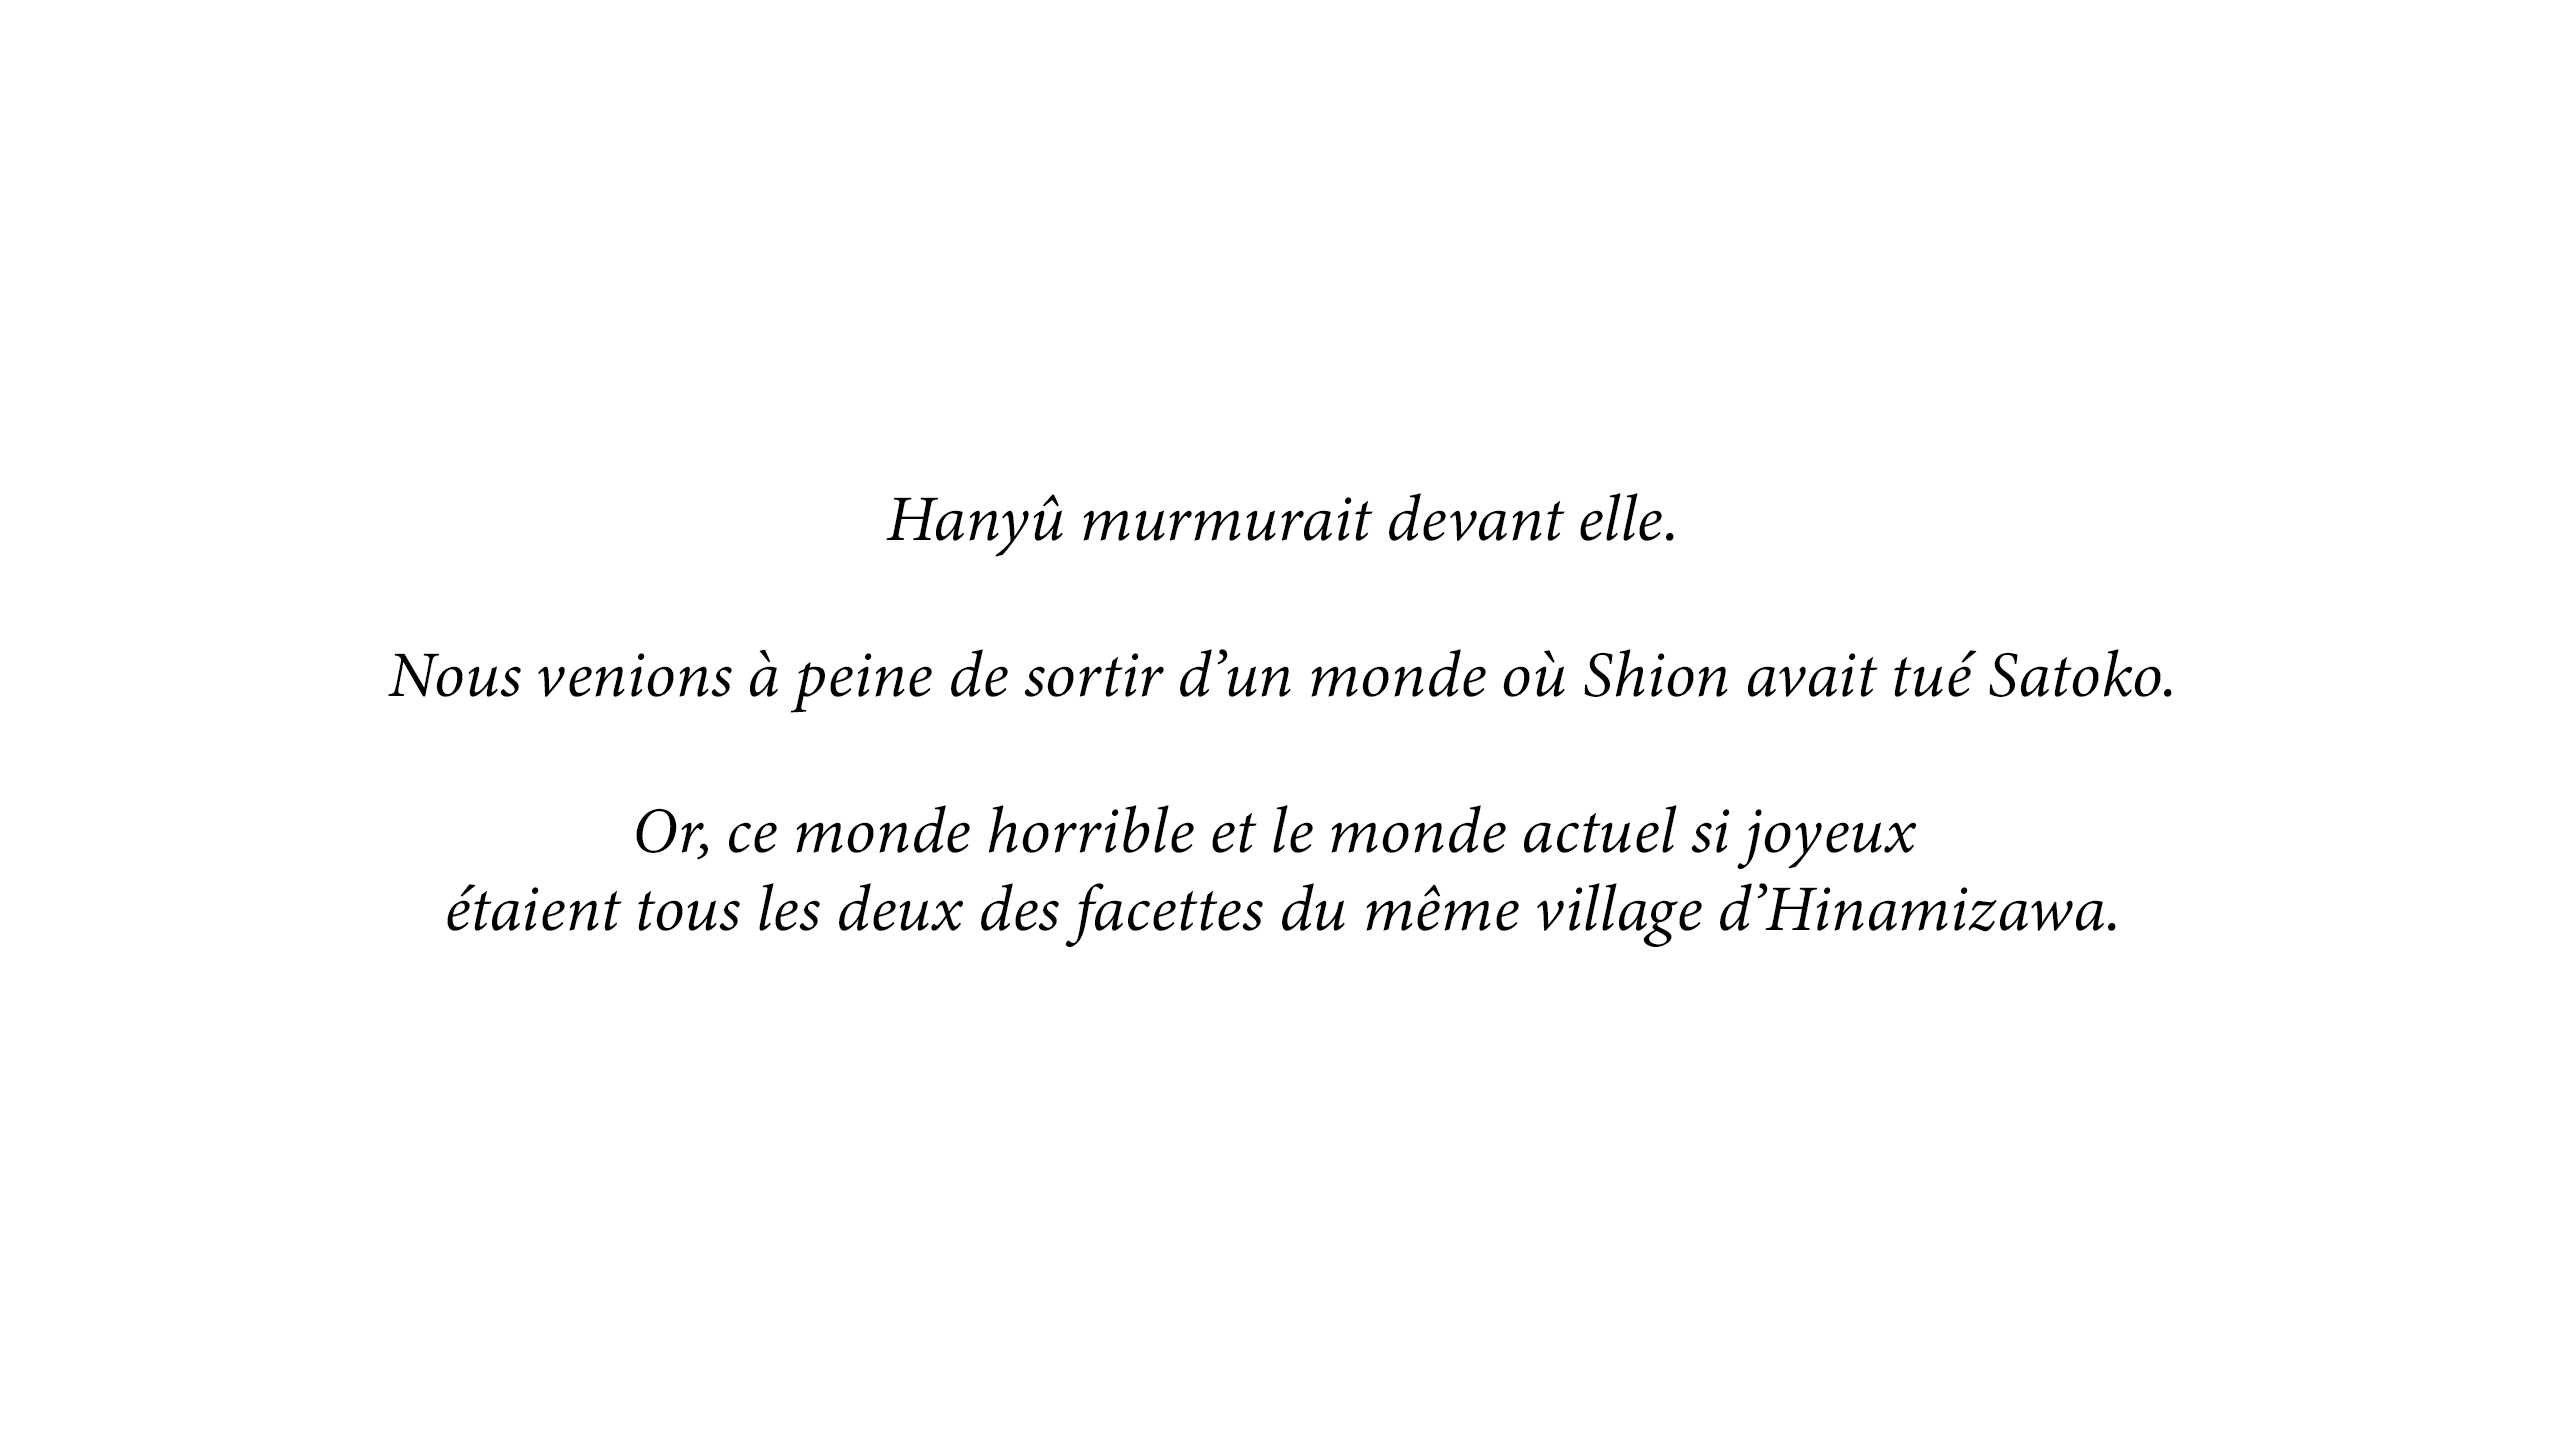 Hanyû murmurait devant elle.
Nous venions à peine de sortir d’un monde où Shion avait tué Satoko.
Or, ce monde horrible et le monde actuel si joyeux
étaient tous les deux des facettes du même village d’Hinamizawa.